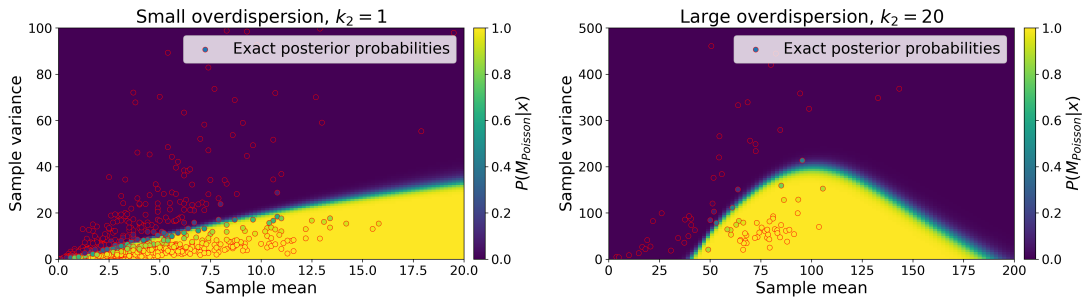 Small overdispersion, k₂ = 1
Exact posterior probabilities
Sample variance
100
80
60
40
20
0
0.0 2.5 5.0 7.5 10.0 12.5 15.0 17.5 20.0
Sample mean
1.0
0.8
0.6
0.4
0.2
0.0
P(M_Poisson|x)
Large overdispersion, k₂ = 20
Exact posterior probabilities
Sample variance
500
400
300
200
100
0
0 25 50 75 100 125 150 175 200
Sample mean
1.0
0.8
0.6
0.4
0.2
0.0
P(M_Poisson|x)